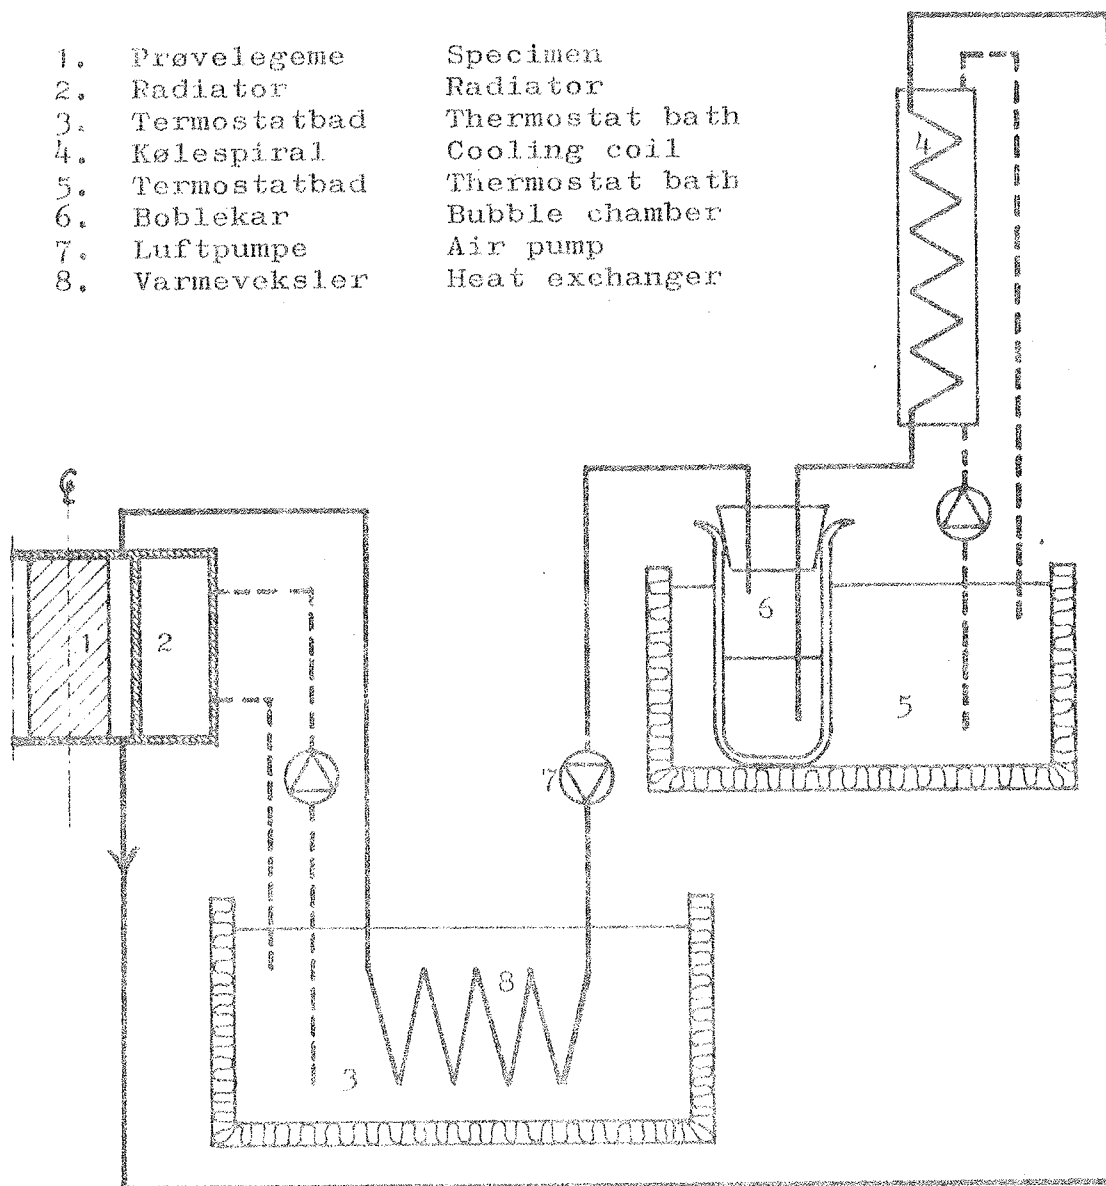 1. Prøvelegeme Specimen
2. Radiator Radiator
3. Termostatbad Thermostat bath
4. Kølespiral Cooling coil
5. Termostatbad Thermostat bath
6. Boblekar Bubble chamber
7. Luftpumpe Air pump
8. Varmeveksler Heat exchanger
4
℄
6
1 2
5
7
8
3